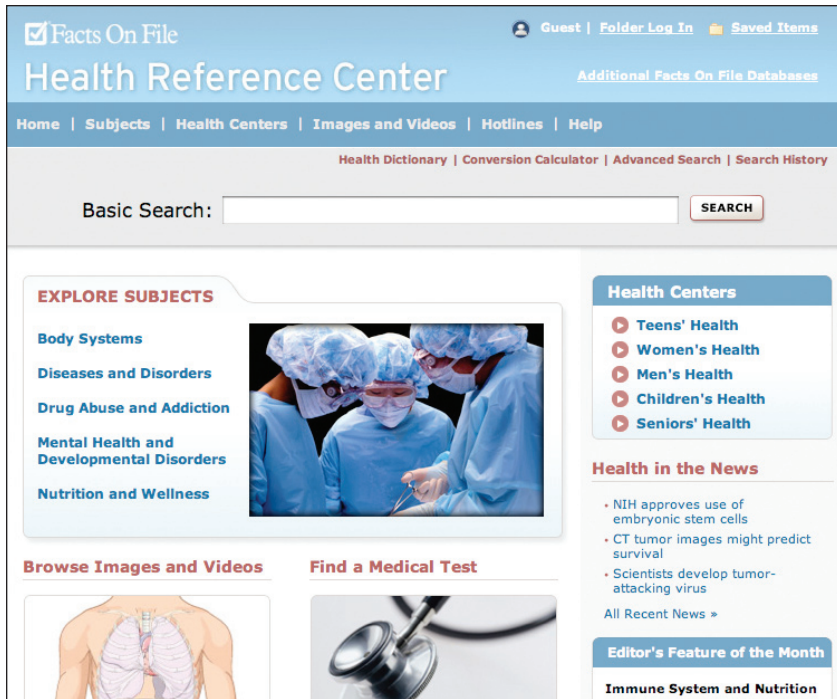 Facts On File
Guest | Folder Log In Saved Items
Health Reference Center
Additional Facts On File Databases
Home | Subjects | Health Centers | Images and Videos | Hotlines | Help
Health Dictionary | Conversion Calculator | Advanced Search | Search History
Basic Search:
SEARCH
EXPLORE SUBJECTS
Body Systems
Diseases and Disorders
Drug Abuse and Addiction
Mental Health and
Developmental Disorders
Nutrition and Wellness
Health Centers
Teens' Health
Women's Health
Men's Health
Children's Health
Seniors' Health
Health in the News
NIH approves use of
embryonic stem cells
CT tumor images might predict
survival
Scientists develop tumor-
attacking virus
All Recent News »
Browse Images and Videos
Find a Medical Test
Editor's Feature of the Month
Immune System and Nutrition